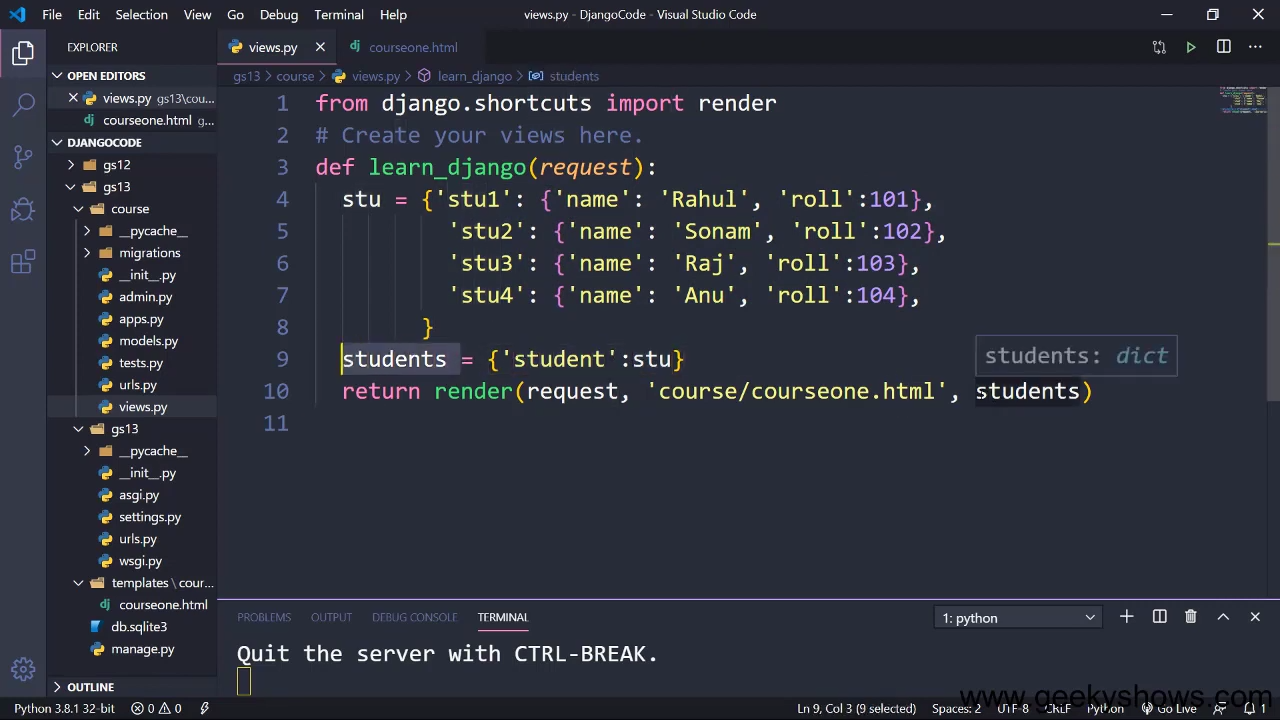 File Edit Selection View Go Debug Terminal Help views.py - DjangoCode - Visual Studio Code
EXPLORER
OPEN EDITORS
views.py gs13\cou...
courseone.html go...
DJANGOCODE
gs12
gs13
course
__pycache__
migrations
__init__.py
admin.py
apps.py
models.py
tests.py
urls.py
views.py
gs13
__pycache__
__init__.py
asgi.py
settings.py
urls.py
wsgi.py
templates \ cour...
courseone.html
db.sqlite3
manage.py
OUTLINE
views.py courseone.html
gs13 > course > views.py > learn_django > students
1 from django.shortcuts import render
2 # Create your views here.
3 def learn_django(request):
4 stu = {'stu1': {'name': 'Rahul', 'roll':101},
5 'stu2': {'name': 'Sonam', 'roll':102},
6 'stu3': {'name': 'Raj', 'roll':103},
7 'stu4': {'name': 'Anu', 'roll':104},
8 }
9 students = {'student':stu}
students: dict
10 return render(request, 'course/courseone.html', students)
11
PROBLEMS OUTPUT DEBUG CONSOLE TERMINAL 1: python
Quit the server with CTRL-BREAK.
www.geekyshows.com
Python 3.8.1 32-bit 0 0 Ln 9, Col 3 (9 selected) Spaces: 2 UTF-8 CRLF Python Go Live 1